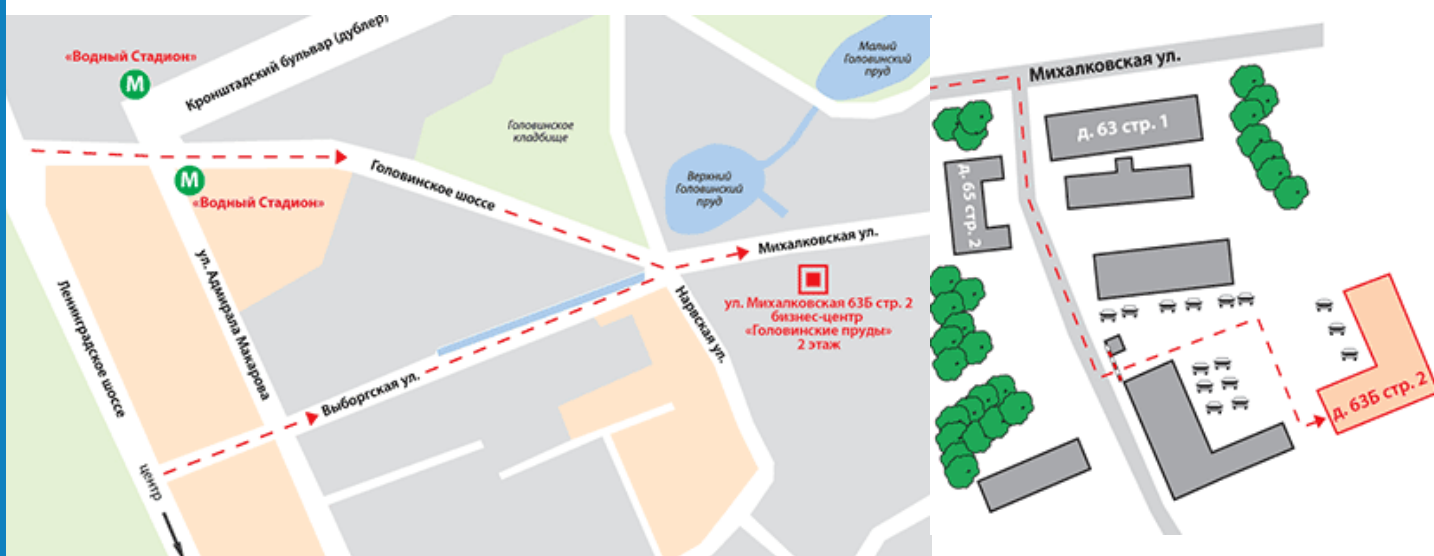 «Водный Стадион»
М
Кронштадский бульвар (дублер)
Малый
Головинский
пруд
Головинское
кладбище
Головинское шоссе
Верхний
Головинский
пруд
М
«Водный Стадион»
Михалковская ул.
ул. Михалковская 63Б стр. 2
бизнес-центр
«Головинские пруды»
2 этаж
Нарвская ул.
ул. Адмирала Макарова
Ленинградское шоссе
Выборгская ул.
центр
Михалковская ул.
д. 63 стр. 1
д. 65 стр. 2
д. 63Б стр. 2